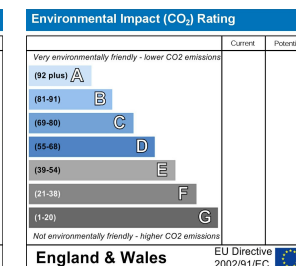 Environmental Impact (CO₂) Rating
Current
Very environmentally friendly - lower CO2 emissions
(92 plus) A
(81-91) B
(69-80) C
(55-68) D
(39-54) E
(21-38) F
(1-20) G
Not environmentally friendly - higher CO2 emissions
England & Wales
EU Directive
2002/91/EC